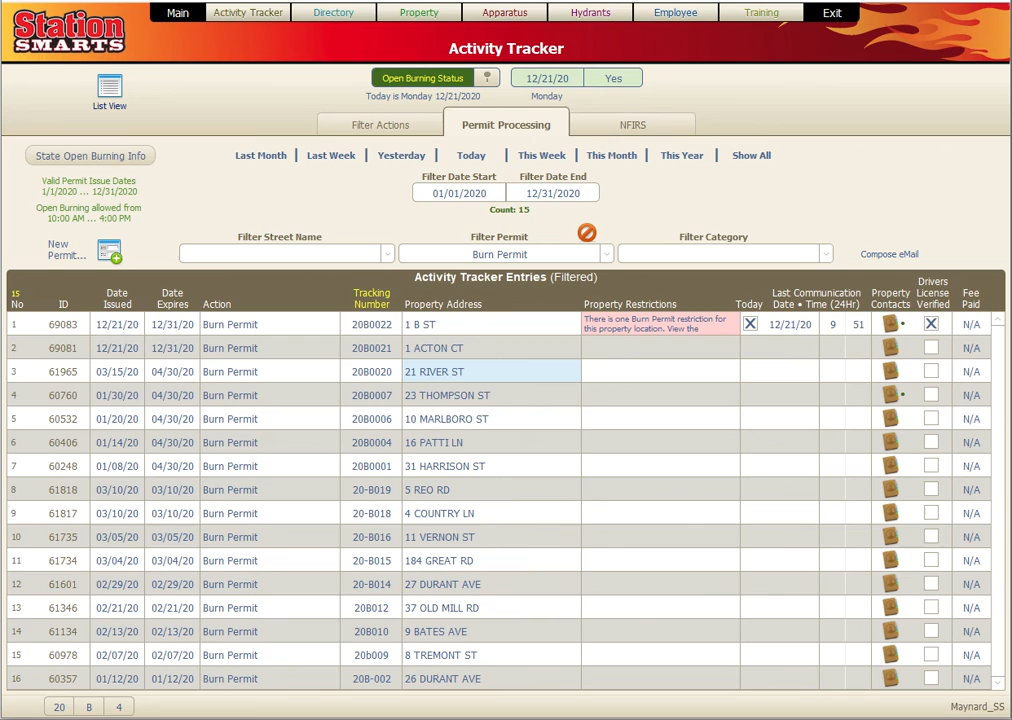 Station
SMARTS
Main Activity Tracker Directory Property Apparatus Hydrants Employee Training Exit
Activity Tracker
List View
Open Burning Status 12/21/20 Yes
Today is Monday 12/21/2020 Monday
Filter Actions Permit Processing NFIRS
State Open Burning Info
Last Month | Last Week | Yesterday | Today | This Week | This Month | This Year | Show All
Valid Permit Issue Dates
1/1/2020 ... 12/31/2020
Open Burning allowed from
10:00 AM ... 4:00 PM
Filter Date Start Filter Date End
01/01/2020 12/31/2020
Count: 15
New
Permit...
Filter Street Name Filter Permit Filter Category
Burn Permit
Compose eMail
Activity Tracker Entries (Filtered)
15
No ID Date Issued Date Expires Action Tracking Number Property Address Property Restrictions Today Last Communication Date • Time (24Hr) Property Contacts Drivers License Verified Fee Paid
1 69083 12/21/20 12/31/20 Burn Permit 20B0022 1 B ST There is one Burn Permit restriction for this property location. View the X 12/21/20 9 51 X N/A
2 69081 12/21/20 12/31/20 Burn Permit 20B0021 1 ACTON CT N/A
3 61965 03/15/20 04/30/20 Burn Permit 20B0020 21 RIVER ST N/A
4 60760 01/30/20 04/30/20 Burn Permit 20B0007 23 THOMPSON ST N/A
5 60532 01/20/20 04/30/20 Burn Permit 20B0006 10 MARLBORO ST N/A
6 60406 01/14/20 04/30/20 Burn Permit 20B0004 16 PATTI LN N/A
7 60248 01/08/20 04/30/20 Burn Permit 20B0001 31 HARRISON ST N/A
8 61818 03/10/20 03/10/20 Burn Permit 20-B019 5 REO RD N/A
9 61817 03/10/20 03/10/20 Burn Permit 20-B018 4 COUNTRY LN N/A
10 61735 03/05/20 03/05/20 Burn Permit 20-B016 11 VERNON ST N/A
11 61734 03/04/20 03/04/20 Burn Permit 20-B015 184 GREAT RD N/A
12 61601 02/29/20 02/29/20 Burn Permit 20-B014 27 DURANT AVE N/A
13 61346 02/21/20 02/21/20 Burn Permit 20B012 37 OLD MILL RD N/A
14 61134 02/13/20 02/13/20 Burn Permit 20B010 9 BATES AVE N/A
15 60978 02/07/20 02/07/20 Burn Permit 20b009 8 TREMONT ST N/A
16 60357 01/12/20 01/12/20 Burn Permit 20B-002 26 DURANT AVE N/A
20 B 4
Maynard_SS